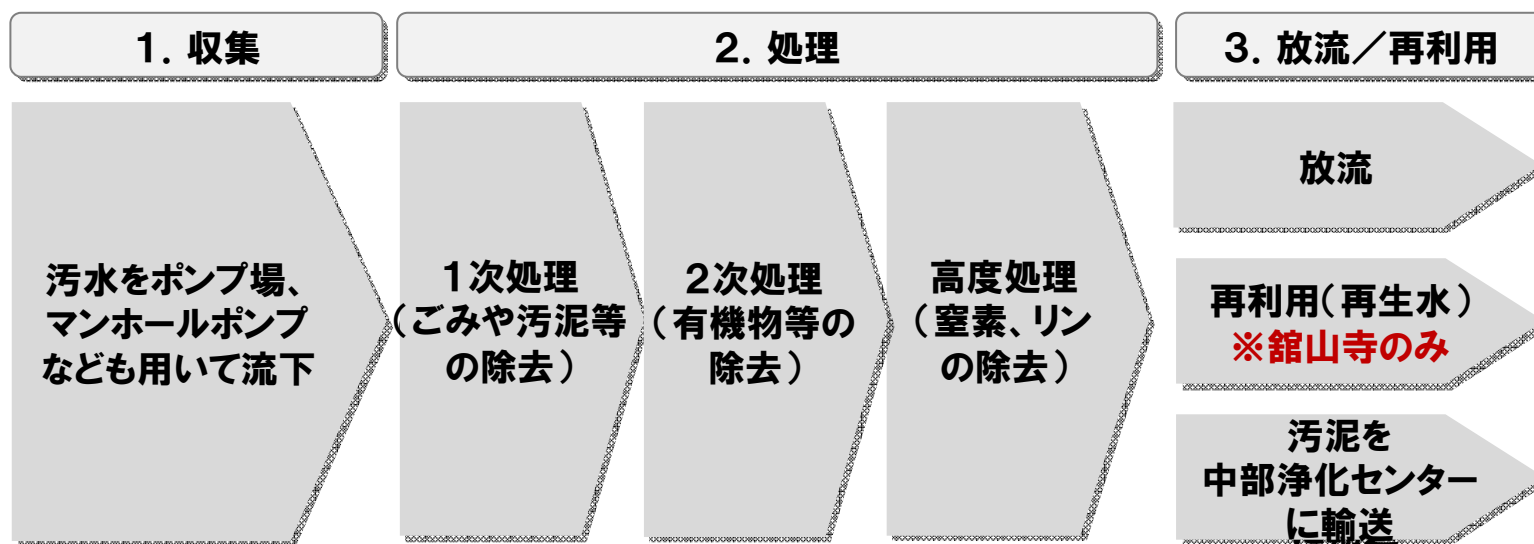 1. 収集
2. 処理
3. 放流／再利用
汚水をポンプ場、
マンホールポンプ
なども用いて流下
1次処理
（ごみや汚泥等
の除去）
2次処理
（有機物等の
除去）
高度処理
（窒素、リン
の除去）
放流
再利用（再生水）
※舘山寺のみ
汚泥を
中部浄化センター
に輸送